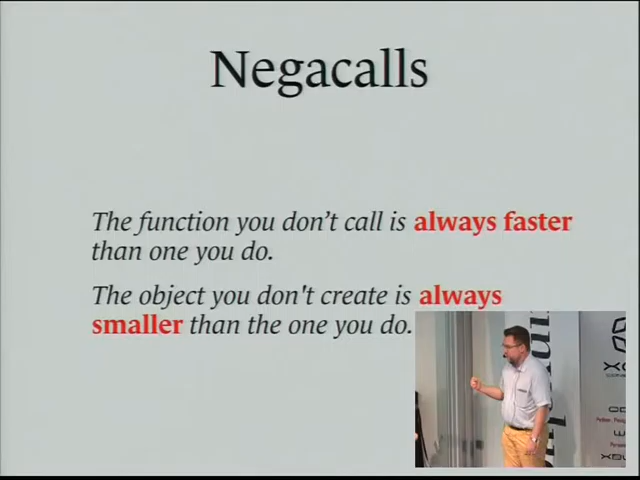 Negacalls
The function you don't call is always faster
than one you do.
The object you don't create is always
smaller than the one you do.